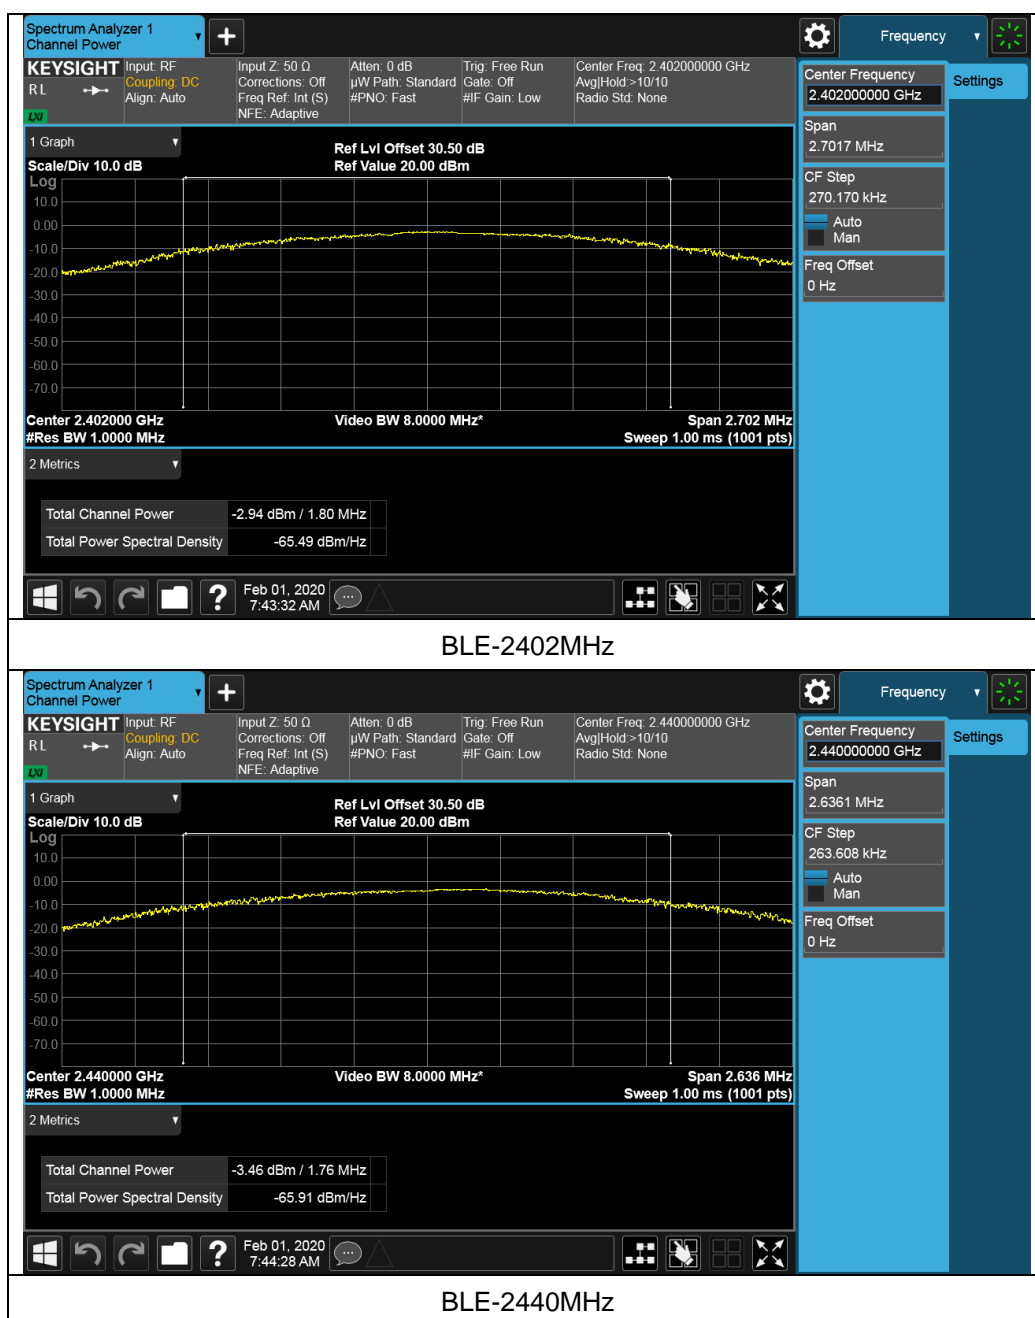 Spectrum Analyzer 1
Channel Power
Frequency
KEYSIGHT
RL
LXI
Input: RF
Coupling: DC
Align: Auto
Input Z: 50 Ω
Corrections: Off
Freq Ref: Int (S)
NFE: Adaptive
Atten: 0 dB
µW Path: Standard
#PNO: Fast
Trig: Free Run
Gate: Off
#IF Gain: Low
Center Freq: 2.402000000 GHz
Avg|Hold:>10/10
Radio Std: None
Center Frequency
2.402000000 GHz
Settings
Span
2.7017 MHz
CF Step
270.170 kHz
Auto
Man
Freq Offset
0 Hz
1 Graph
Scale/Div 10.0 dB
Ref Lvl Offset 30.50 dB
Ref Value 20.00 dBm
Log
10.0
0.00
-10.0
-20.0
-30.0
-40.0
-50.0
-60.0
-70.0
Center 2.402000 GHz
#Res BW 1.0000 MHz
Video BW 8.0000 MHz*
Span 2.702 MHz
Sweep 1.00 ms (1001 pts)
2 Metrics
Total Channel Power -2.94 dBm / 1.80 MHz
Total Power Spectral Density -65.49 dBm/Hz
?
Feb 01, 2020
7:43:32 AM
BLE-2402MHz
Spectrum Analyzer 1
Channel Power
Frequency
KEYSIGHT
RL
LXI
Input: RF
Coupling: DC
Align: Auto
Input Z: 50 Ω
Corrections: Off
Freq Ref: Int (S)
NFE: Adaptive
Atten: 0 dB
µW Path: Standard
#PNO: Fast
Trig: Free Run
Gate: Off
#IF Gain: Low
Center Freq: 2.440000000 GHz
Avg|Hold:>10/10
Radio Std: None
Center Frequency
2.440000000 GHz
Settings
Span
2.6361 MHz
CF Step
263.608 kHz
Auto
Man
Freq Offset
0 Hz
1 Graph
Scale/Div 10.0 dB
Ref Lvl Offset 30.50 dB
Ref Value 20.00 dBm
Log
10.0
0.00
-10.0
-20.0
-30.0
-40.0
-50.0
-60.0
-70.0
Center 2.440000 GHz
#Res BW 1.0000 MHz
Video BW 8.0000 MHz*
Span 2.636 MHz
Sweep 1.00 ms (1001 pts)
2 Metrics
Total Channel Power -3.46 dBm / 1.76 MHz
Total Power Spectral Density -65.91 dBm/Hz
?
Feb 01, 2020
7:44:28 AM
BLE-2440MHz